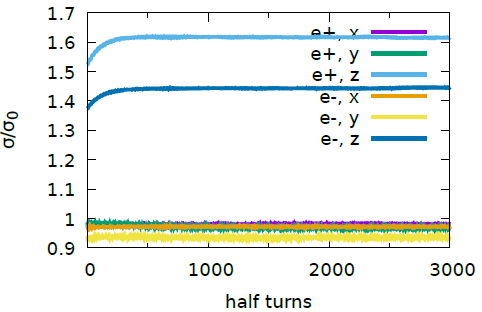 1.7
1.6
1.5
1.4
1.3
1.2
1.1
1
0.9
σ/σ0
e+, x
e+, y
e+, z
e-, x
e-, y
e-, z
0 1000 2000 3000
half turns